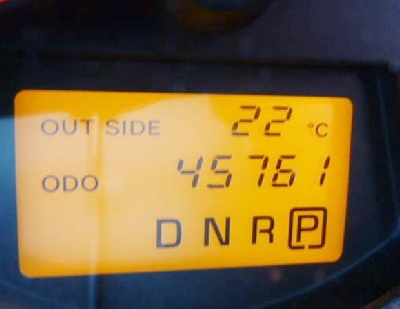 OUT SIDE 22 °C
ODO 45761
D N R P